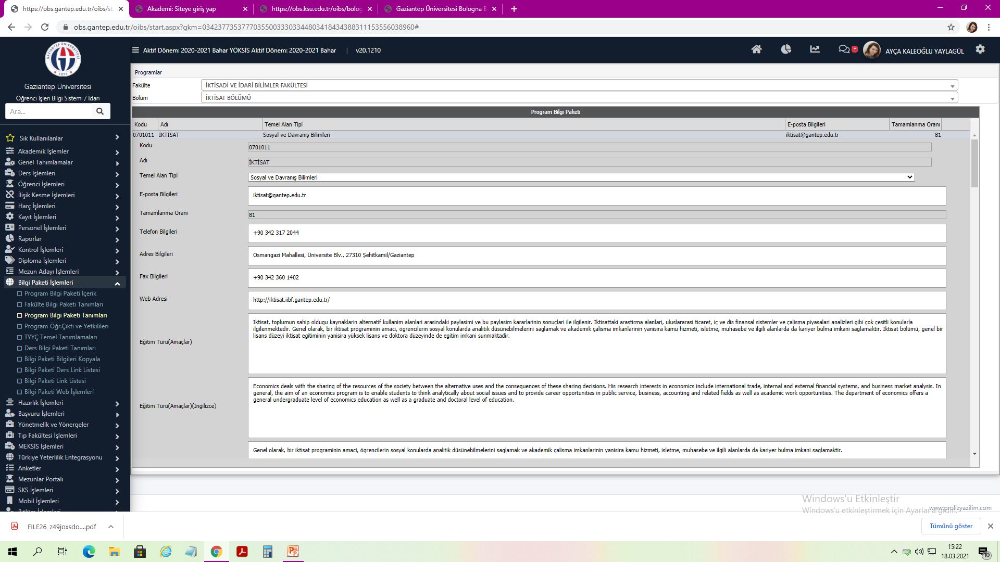 https://obs.gantep.edu.tr/oibs/sta
Akademi: Siteye giriş yap
https://obs.ksu.edu.tr/oibs/bolog
Gaziantep Üniversitesi Bologna B
obs.gantep.edu.tr/oibs/start.aspx?gkm=03423773537770355003330334480341843438831115355603896​0#
Gaziantep Üniversitesi
Öğrenci İşleri Bilgi Sistemi / İdari
Ara...
Aktif Dönem: 2020-2021 Bahar YÖKSİS Aktif Dönem: 2020-2021 Bahar | v20.1210
AYÇA KALEOĞLU YAYLAGÜL
Sık Kullanılanlar
Akademik İşlemler
Genel Tanımlamalar
Ders İşlemleri
Öğrenci İşlemleri
İlişik Kesme İşlemleri
Harç İşlemleri
Kayıt İşlemleri
Personel İşlemleri
Raporlar
Kontrol İşlemleri
Diploma İşlemleri
Mezun Adayı İşlemleri
Bilgi Paketi İşlemleri
Program Bilgi Paketi İçerik
Fakülte Bilgi Paketi Tanımları
Program Bilgi Paketi Tanımları
Program Öğr.Çıktı ve Yetkilileri
TYYÇ Temel Tanımlamaları
Ders Bilgi Paketi Tanımları
Bilgi Paketi Bilgileri Kopyala
Bilgi Paketi Ders Link Listesi
Bilgi Paketi Link Listesi
Bilgi Paketi Web İşlemleri
Hazırlık İşlemleri
Başvuru İşlemleri
Yönetmelik ve Yönergeler
Tıp Fakültesi İşlemleri
MEKSİS İşlemleri
Türkiye Yeterlilik Entegrasyonu
Anketler
Mezunlar Portalı
SKS İşlemleri
Mobil İşlemleri
Bölüm İşlemleri
Programlar
Fakülte İKTİSADİ VE İDARİ BİLİMLER FAKÜLTESİ
Bölüm İKTİSAT BÖLÜMÜ
Program Bilgi Paketi
Kodu Adı Temel Alan Tipi E-posta Bilgileri Tamamlanma Oranı
0701011 İKTİSAT Sosyal ve Davranış Bilimleri iktisat@gantep.edu.tr 81
Kodu 0701011
Adı İKTİSAT
Temel Alan Tipi Sosyal ve Davranış Bilimleri
E-posta Bilgileri iktisat@gantep.edu.tr
Tamamlanma Oranı 81
Telefon Bilgileri +90 342 317 2044
Adres Bilgileri Osmangazi Mahallesi, Üniversite Blv., 27310 Şehitkamil/Gaziantep
Fax Bilgileri +90 342 360 1402
Web Adresi http://iktisat.iibf.gantep.edu.tr/
Eğitim Türü(Amaçlar)
Iktisat, toplumun sahip oldugu kaynaklarin alternatif kullanim alanlari arasindaki paylasimi ve bu paylasim kararlarinin sonuçlari ile ilgilenir. Iktisattaki arastirma alanlari, uluslararasi ticaret, iç ve dis finansal sistemler ve çalisma piyasalari analizleri gibi çok çesitli konularla
ilgilenmektedir. Genel olarak, bir iktisat programinin amaci, ögrencilerin sosyal konularda analitik düsünebilmelerini saglamak ve akademik çalisma imkanlarinin yanisira kamu hizmeti, isletme, muhasebe ve ilgili alanlarda da kariyer bulma imkani saglamaktir. Iktisat bölümü, genel bir
lisans düzeyi iktisat egitiminin yanisira yüksek lisans ve doktora düzeyinde de egitim imkani sunmaktadir.
Eğitim Türü(Amaçlar)(İngilizce)
Economics deals with the sharing of the resources of the society between the alternative uses and the consequences of these sharing decisions. His research interests in economics include international trade, internal and external financial systems, and business market analysis. In
general, the aim of an economics program is to enable students to think analytically about social issues and to provide career opportunities in public service, business, accounting and related fields as well as academic work opportunities. The department of economics offers a
general undergraduate level of economics education as well as a graduate and doctoral level of education.
Genel olarak, bir iktisat programinin amaci, ögrencilerin sosyal konularda analitik düsünebilmelerini saglamak ve akademik çalisma imkanlarinin yanisira kamu hizmeti, isletme, muhasebe ve ilgili alanlarda da kariyer bulma imkani saglamaktir.
Windows'u Etkinleştir
Windows'u etkinleştirmek için Ayarlar'a gidin.
www.prolizyazilim.com
FILE26_z49joxsdo....pdf
Tümünü göster
15:22
18.03.2021
10